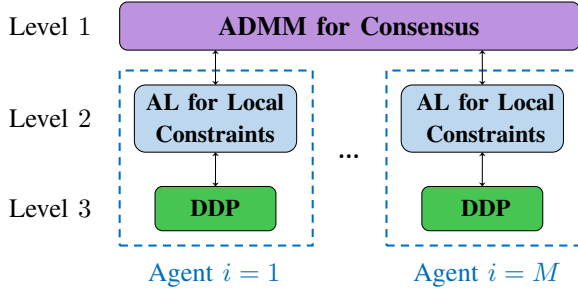 Level 1
ADMM for Consensus
Level 2
AL for Local
Constraints
...
AL for Local
Constraints
Level 3
DDP
DDP
Agent i = 1
Agent i = M